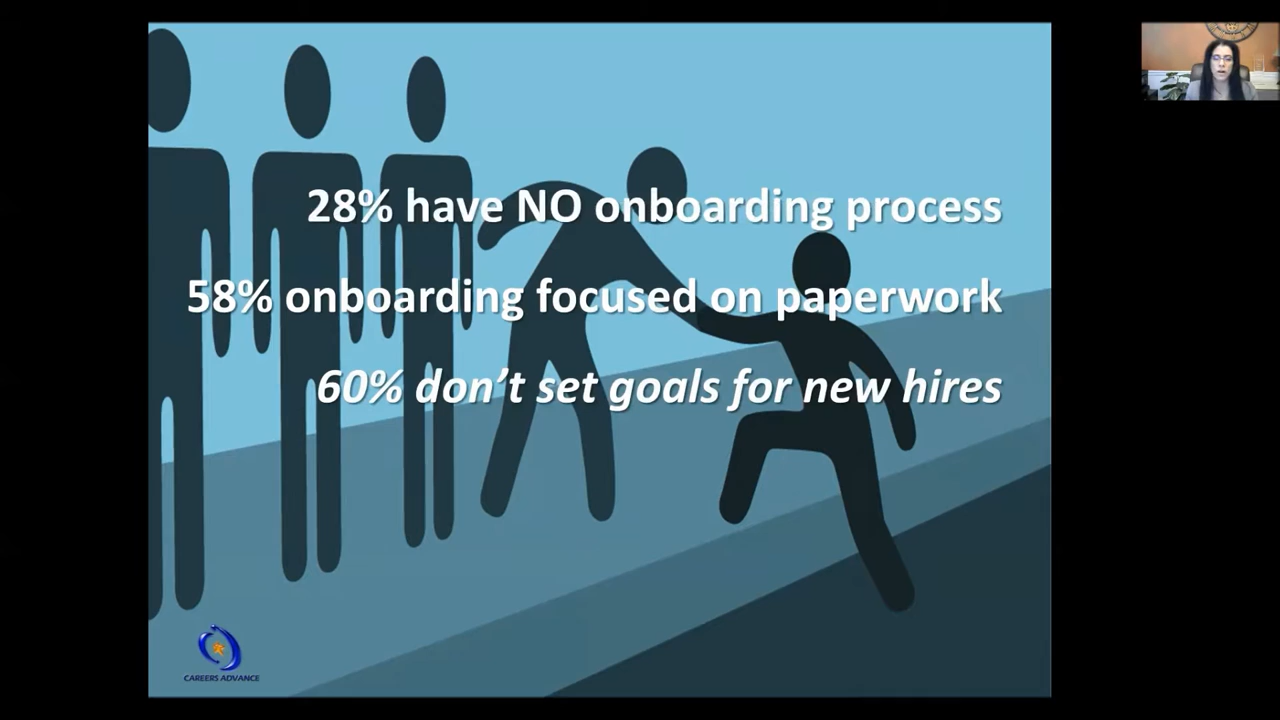 28% have NO onboarding process
58% onboarding focused on paperwork
60% don't set goals for new hires
CAREERS ADVANCE